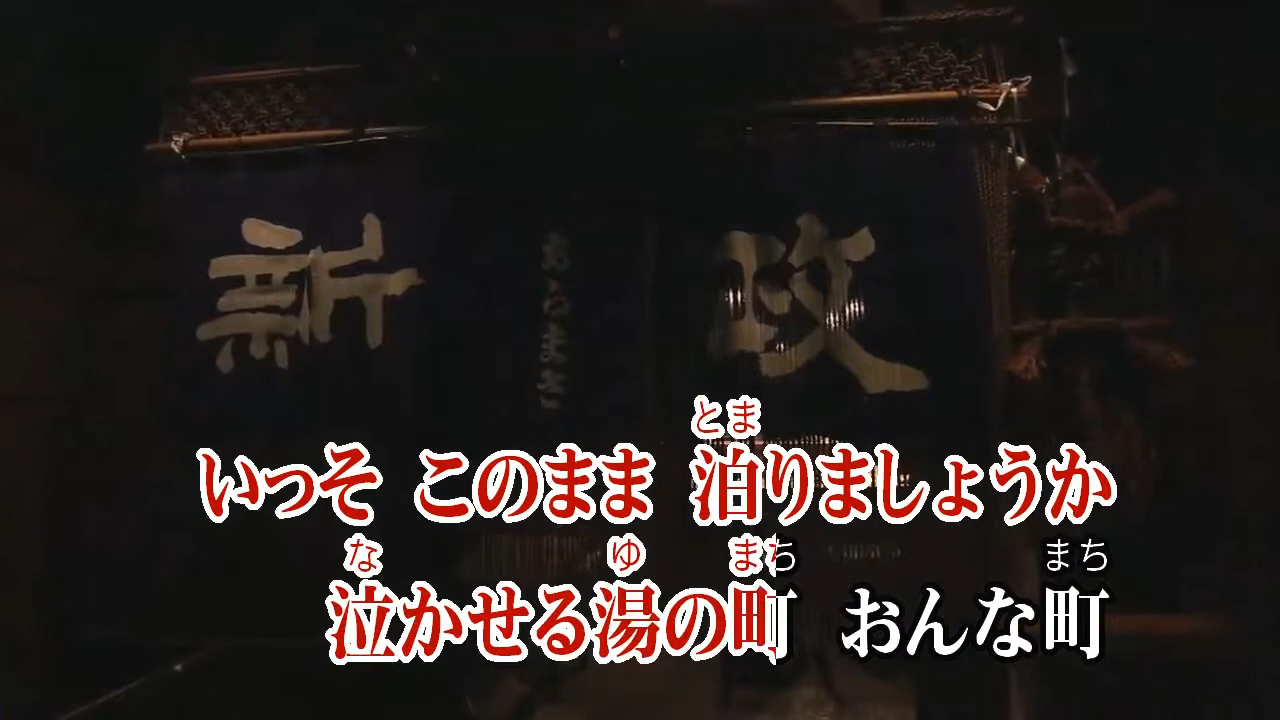 新 政
とま
いっそ このまま 泊りましょうか
な ゆ まち まち
泣かせる湯の町 おんな町